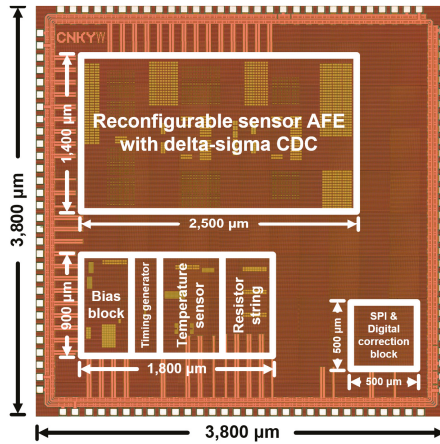 CNKYW
Reconfigurable sensor AFE
with delta-sigma CDC
1,400 µm
2,500 µm
3,800 µm
900 µm
Bias
block
Timing generator
Temperature
sensor
Resistor
string
1,800 µm
500 µm
SPI &
Digital
correction
block
500 µm
3,800 µm